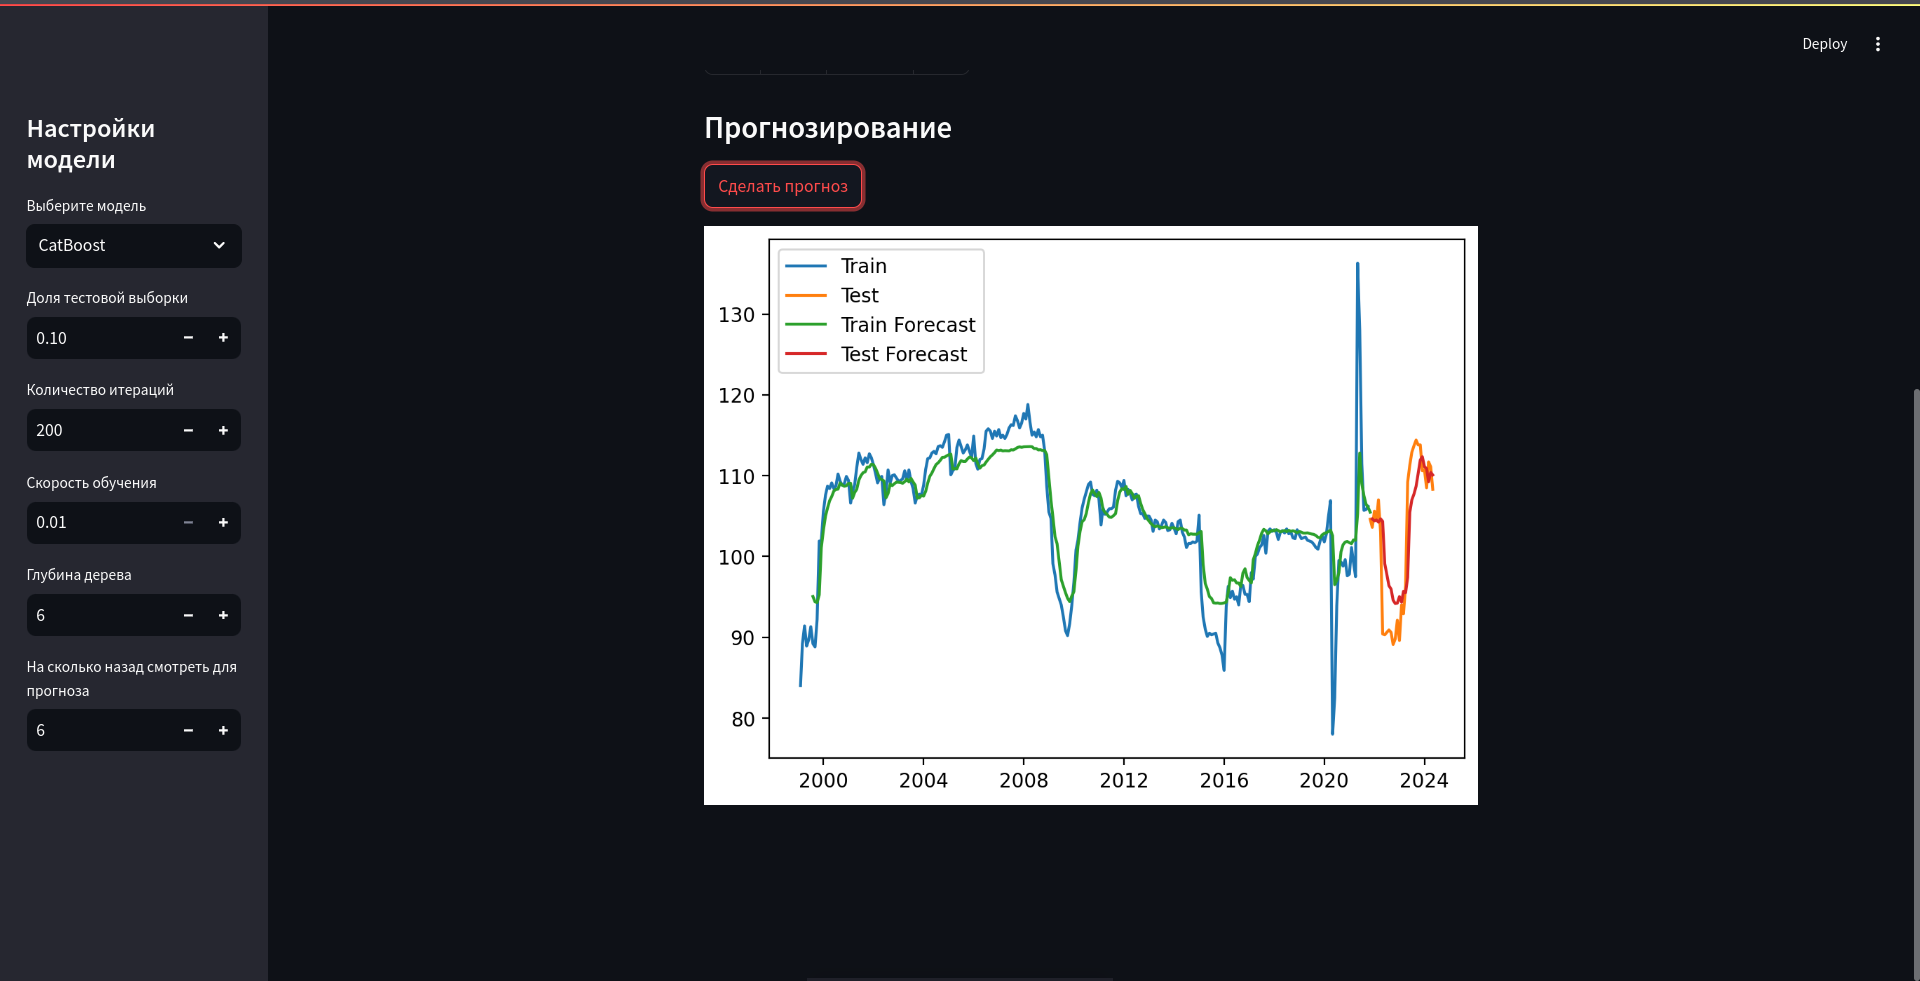 Deploy
Настройки
модели
Выберите модель
CatBoost
Доля тестовой выборки
0.10
Количество итераций
200
Скорость обучения
0.01
Глубина дерева
6
На сколько назад смотреть для
прогноза
6
Прогнозирование
Сделать прогноз
Train
Test
Train Forecast
Test Forecast
130
120
110
100
90
80
2000 2004 2008 2012 2016 2020 2024